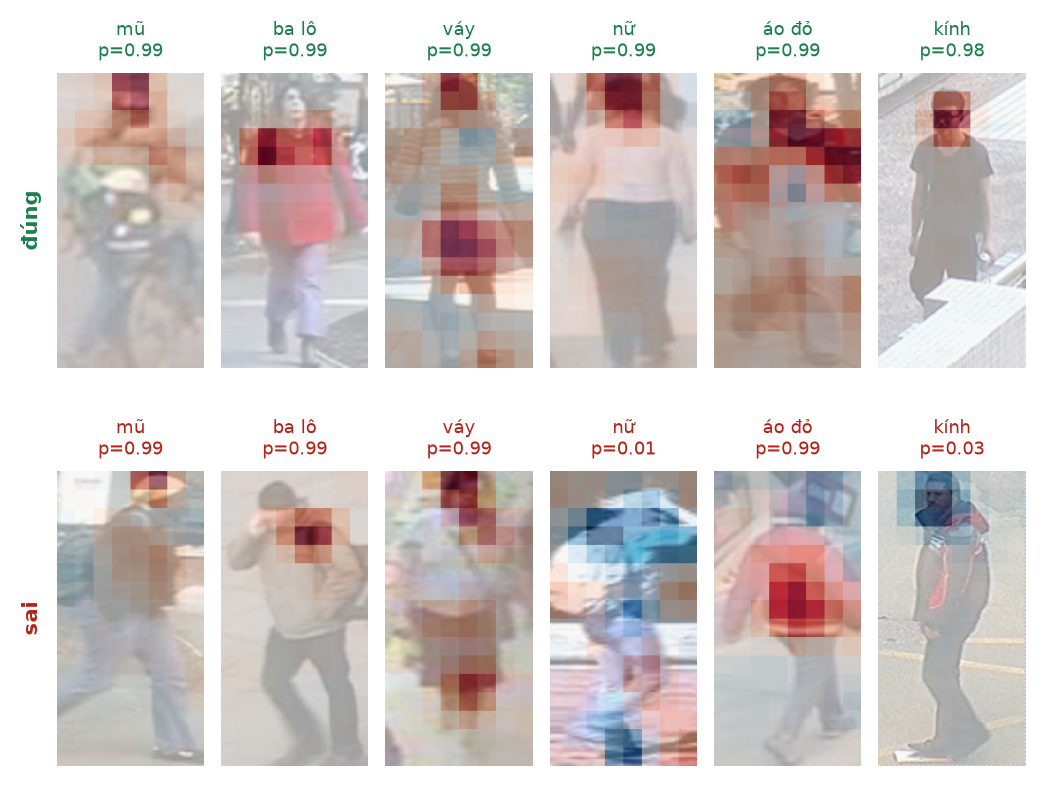 mũ
p=0.99
ba lô
p=0.99
váy
p=0.99
nữ
p=0.99
áo đỏ
p=0.99
kính
p=0.98
đúng
mũ
p=0.99
ba lô
p=0.99
váy
p=0.99
nữ
p=0.01
áo đỏ
p=0.99
kính
p=0.03
sai